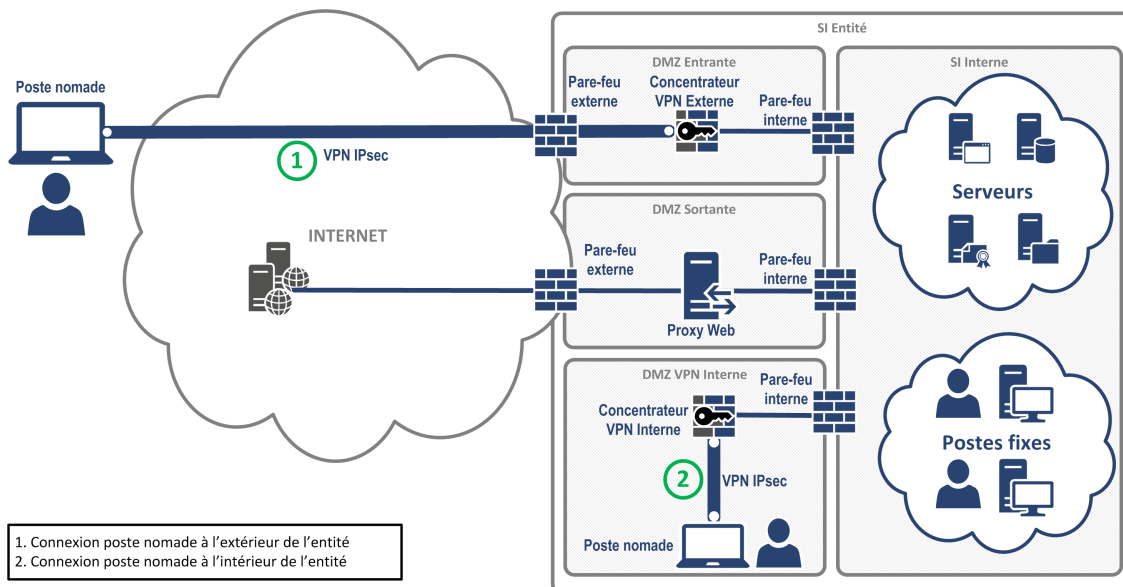 SI Entité
DMZ Entrante
SI Interne
Poste nomade
Pare-feu
externe
Concentrateur
VPN Externe
Pare-feu
interne
1
VPN IPsec
Serveurs
INTERNET
DMZ Sortante
Pare-feu
externe
Pare-feu
interne
Proxy Web
DMZ VPN Interne
Pare-feu
interne
Concentrateur
VPN Interne
Postes fixes
2
VPN IPsec
Poste nomade
1. Connexion poste nomade à l’extérieur de l’entité
2. Connexion poste nomade à l’intérieur de l’entité